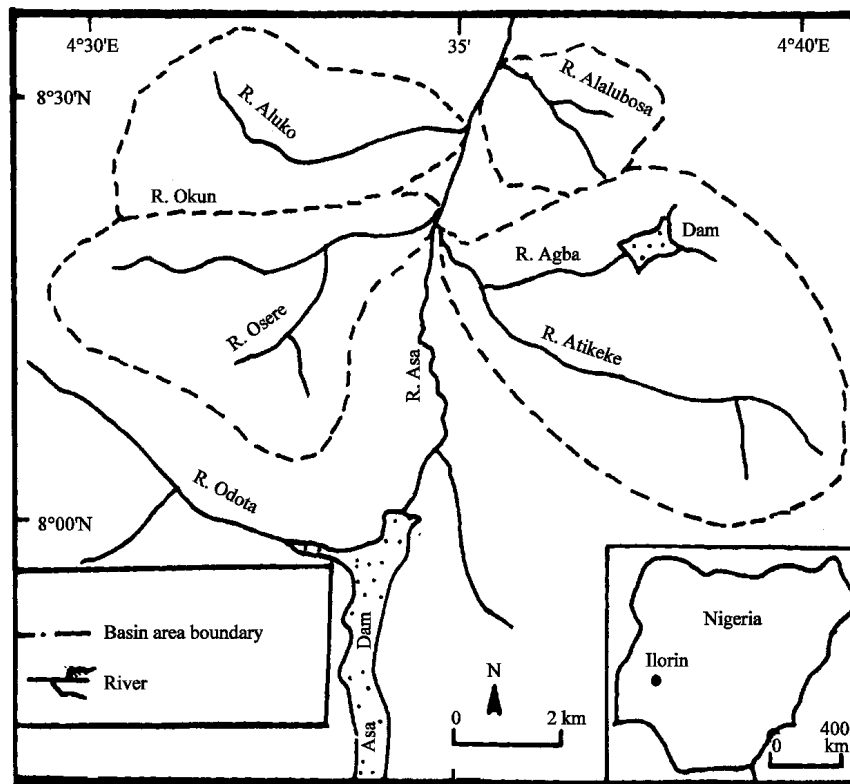 4°30'E
35'
4°40'E
8°30'N
R. Aluko
R. Alalubosa
R. Okun
Dam
R. Agba
R. Osere
R. Asa
R. Atikeke
R. Odota
8°00'N
Basin area boundary
River
Asa Dam
N
0 2 km
Nigeria
Ilorin
0 400
km